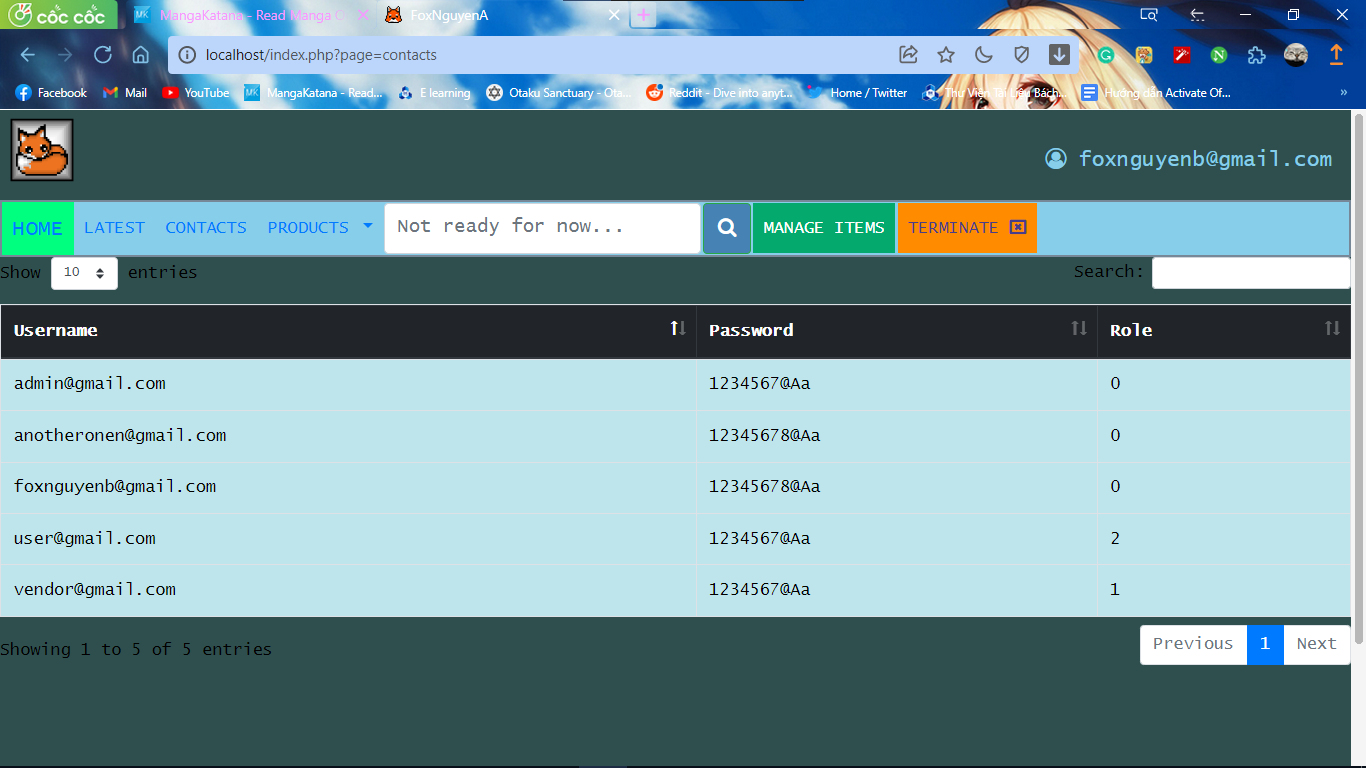 cốc cốc MangaKatana - Read Manga O FoxNguyenA
localhost/index.php?page=contacts
Facebook Mail YouTube MangaKatana - Read... E learning Otaku Sanctuary - Ota... Reddit - Dive into anyt... Home / Twitter Thư Viện Tài Liệu Bách... Hướng dẫn Activate Of... »
foxnguyenb@gmail.com
HOME LATEST CONTACTS PRODUCTS Not ready for now... MANAGE ITEMS TERMINATE
Show 10 entries Search:
Username Password Role
admin@gmail.com 1234567@Aa 0
anotheronen@gmail.com 12345678@Aa 0
foxnguyenb@gmail.com 12345678@Aa 0
user@gmail.com 1234567@Aa 2
vendor@gmail.com 1234567@Aa 1
Showing 1 to 5 of 5 entries Previous 1 Next